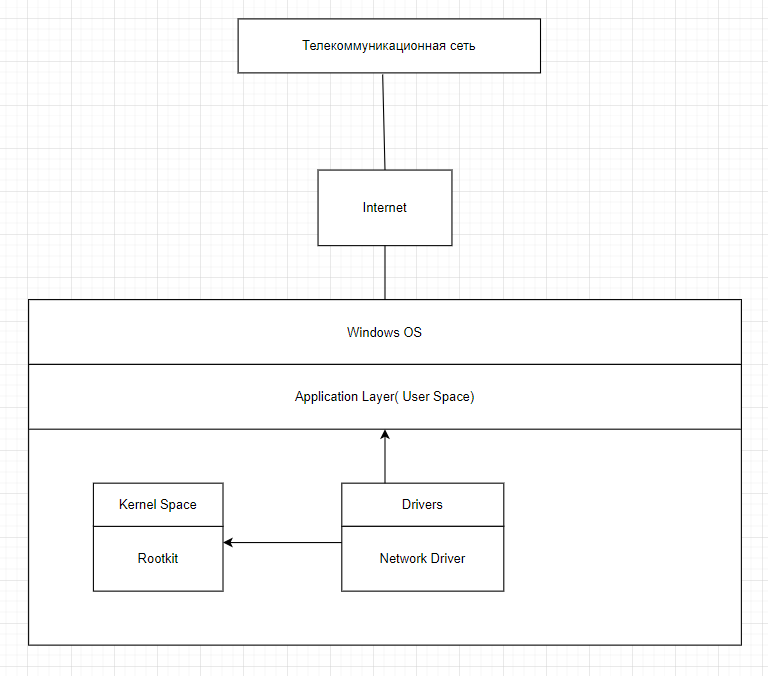 Телекоммуникационная сеть
Internet
Windows OS
Application Layer( User Space)
Kernel Space
Drivers
Rootkit
Network Driver